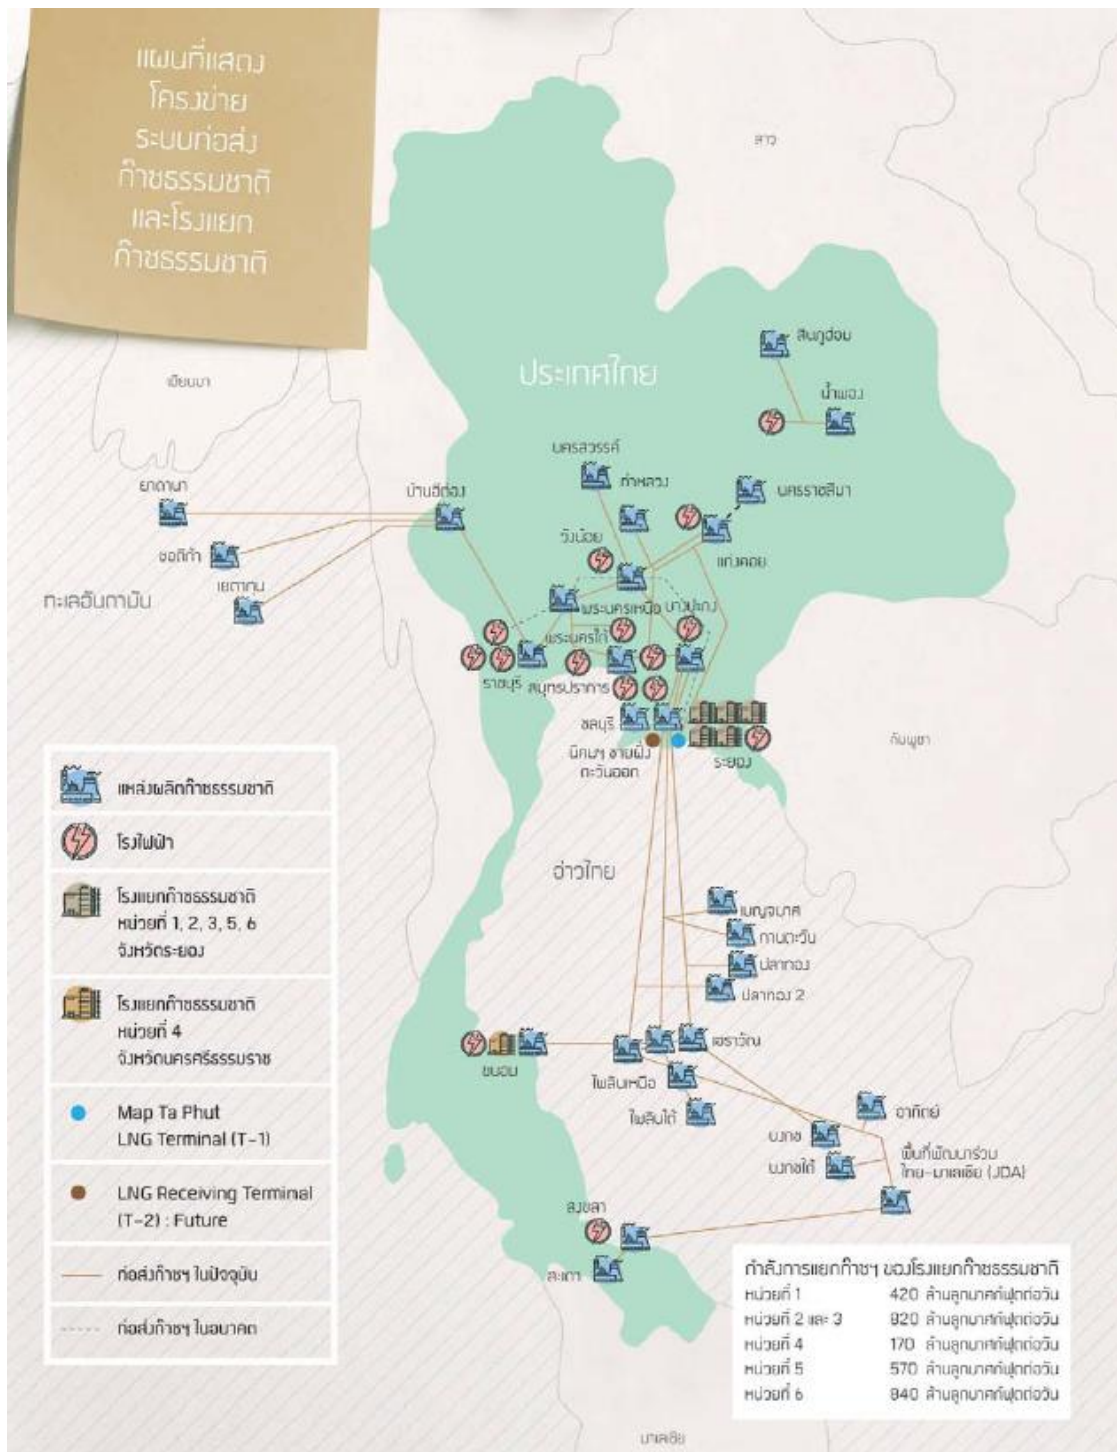 แผนที่แสดง
โครงข่าย
ระบบท่อส่ง
ก๊าซธรรมชาติ
และโรงแยก
ก๊าซธรรมชาติ
ลาว
เมียนมา
ประเทศไทย
สินภูฮ่อม
น้ำพอง
นครสวรรค์
ท่าหลวง
นครราชสีมา
ยาดานา
บ้านอีต่อง
วังน้อย
แก่งคอย
ซอติก้า
เยตากุน
ทะเลอันดามัน
พระนครเหนือ
บางปะกง
พระนครใต้
ราชบุรี
สมุทรปราการ
ชลบุรี
นิคมฯ ชายฝั่ง
ตะวันออก
ระยอง
กัมพูชา
อ่าวไทย
เบญจมาศ
ทานตะวัน
ปลาทอง
ปลาทอง 2
เอราวัณ
ขนอม
ไพลินเหนือ
ไพลินใต้
อาทิตย์
บงกช
บงกชใต้
พื้นที่พัฒนาร่วม
ไทย-มาเลเซีย (JDA)
สงขลา
สะเดา
มาเลเซีย
แหล่งผลิตก๊าซธรรมชาติ
โรงไฟฟ้า
โรงแยกก๊าซธรรมชาติ
หน่วยที่ 1, 2, 3, 5, 6
จังหวัดระยอง
โรงแยกก๊าซธรรมชาติ
หน่วยที่ 4
จังหวัดนครศรีธรรมราช
Map Ta Phut
LNG Terminal (T-1)
LNG Receiving Terminal
(T-2) : Future
ท่อส่งก๊าซฯ ในปัจจุบัน
ท่อส่งก๊าซฯ ในอนาคต
กำลังการแยกก๊าซฯ ของโรงแยกก๊าซธรรมชาติ
หน่วยที่ 1 420 ล้านลูกบาศก์ฟุตต่อวัน
หน่วยที่ 2 และ 3 820 ล้านลูกบาศก์ฟุตต่อวัน
หน่วยที่ 4 170 ล้านลูกบาศก์ฟุตต่อวัน
หน่วยที่ 5 570 ล้านลูกบาศก์ฟุตต่อวัน
หน่วยที่ 6 840 ล้านลูกบาศก์ฟุตต่อวัน